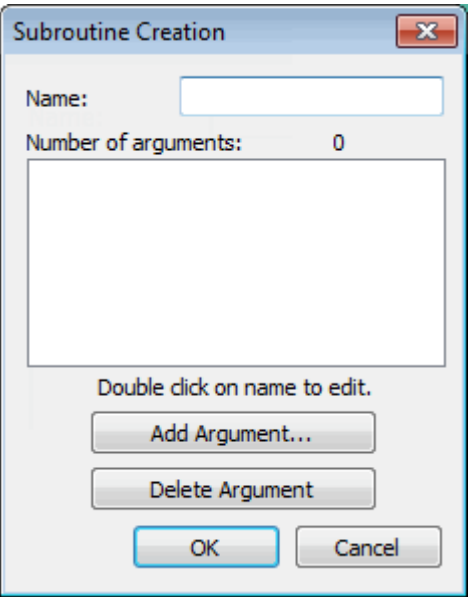 Subroutine Creation
Name:
Number of arguments: 0
Double click on name to edit.
Add Argument...
Delete Argument
OK Cancel